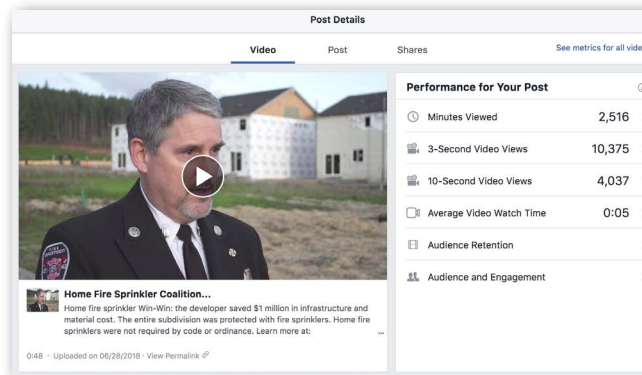 Post Details
Video
Post
Shares
See metrics for all vide
Performance for Your Post
Minutes Viewed 2,516
3-Second Video Views 10,375
10-Second Video Views 4,037
Average Video Watch Time 0:05
Audience Retention
Audience and Engagement
Home Fire Sprinkler Coalition...
Home fire sprinkler Win-Win: the developer saved $1 million in infrastructure and
material cost. The entire subdivision was protected with fire sprinklers. Home fire
sprinklers were not required by code or ordinance. Learn more at: ...
0:48 · Uploaded on 06/28/2018 · View Permalink